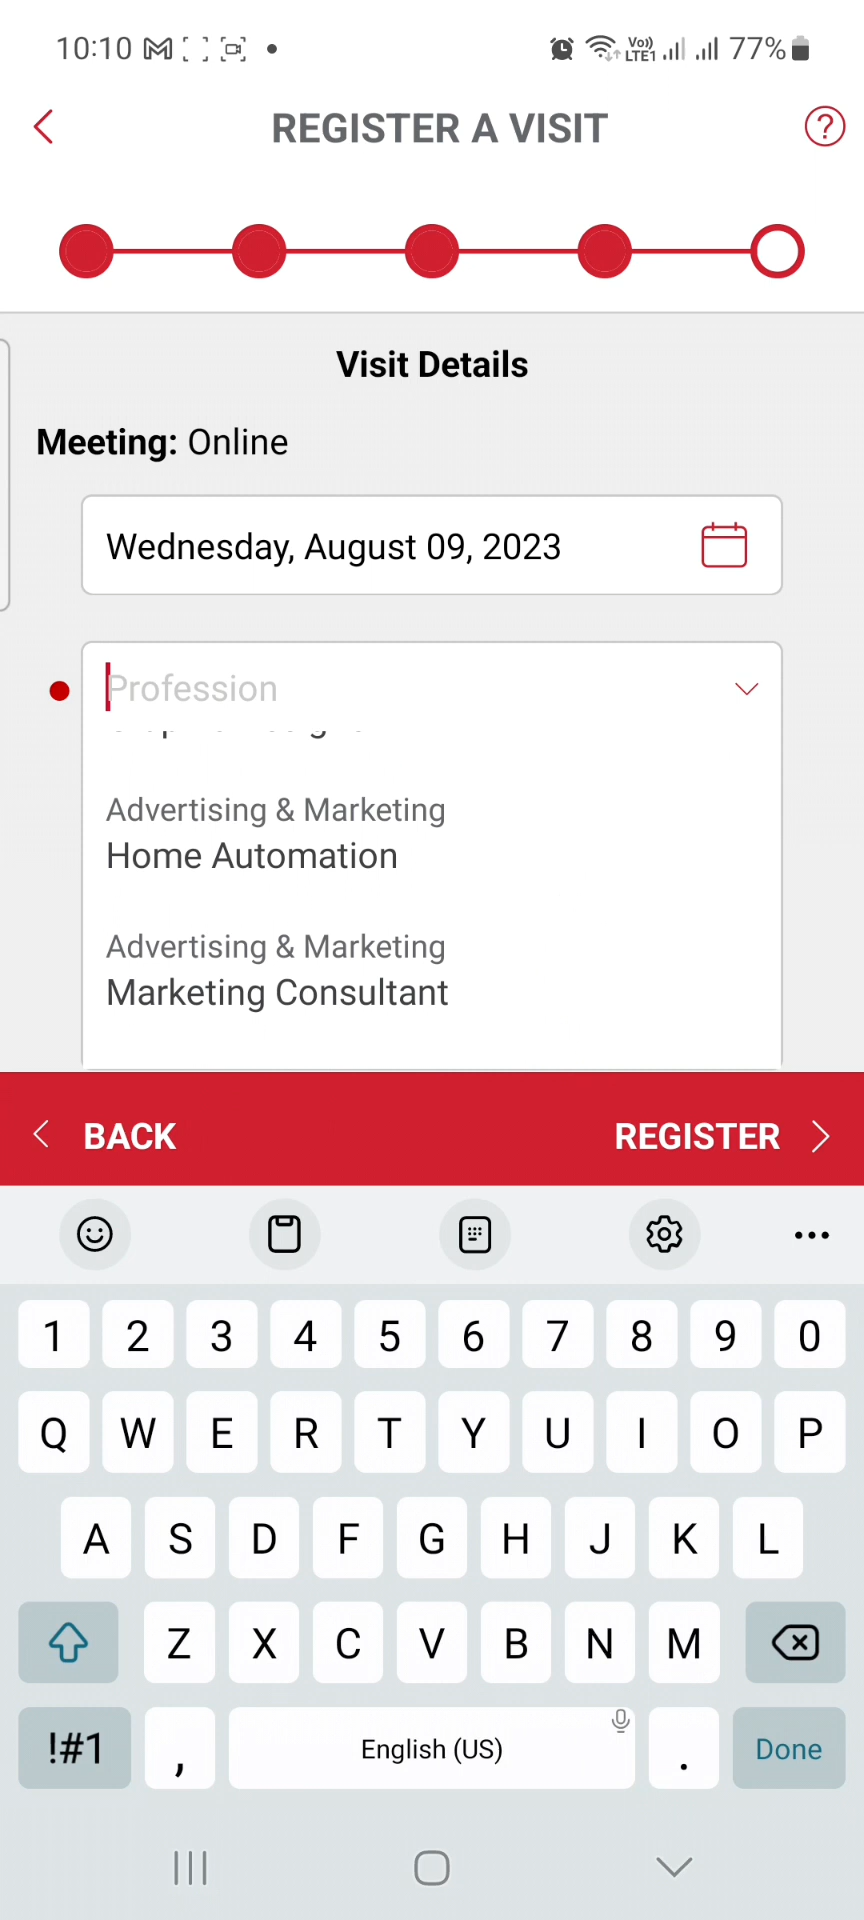 10:10 77%
Vo))
LTE1
REGISTER A VISIT
?
Visit Details
Meeting: Online
Wednesday, August 09, 2023
Profession
Advertising & Marketing
Home Automation
Advertising & Marketing
Marketing Consultant
BACK REGISTER
1 2 3 4 5 6 7 8 9 0
Q W E R T Y U I O P
A S D F G H J K L
Z X C V B N M
!#1 , English (US) . Done